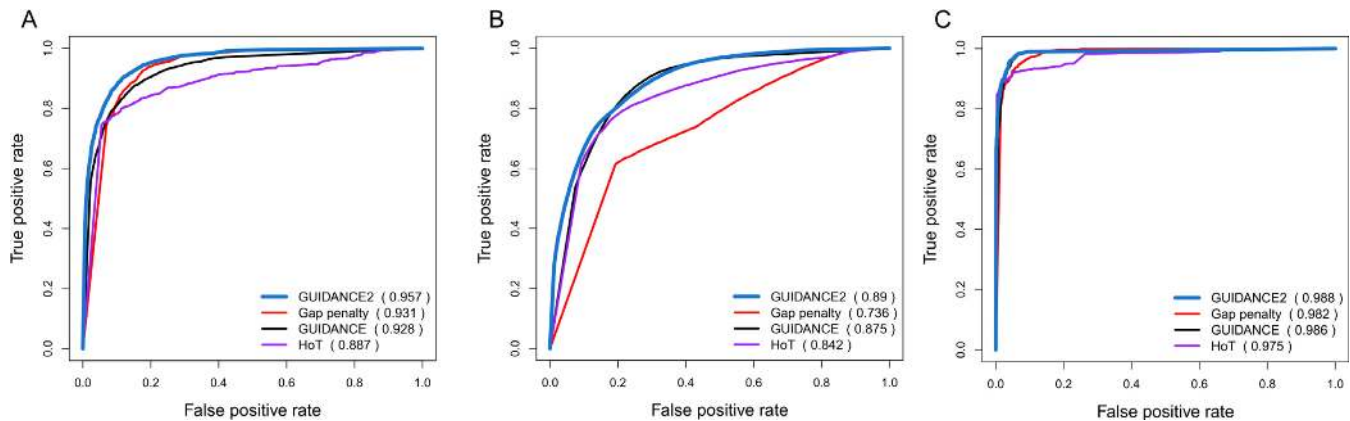 A
1.0
0.8
0.6
0.4
0.2
0.0
True positive rate
GUIDANCE2 ( 0.957 )
Gap penalty ( 0.931 )
GUIDANCE ( 0.928 )
HoT ( 0.887 )
0.0 0.2 0.4 0.6 0.8 1.0
False positive rate
B
1.0
0.8
0.6
0.4
0.2
0.0
True positive rate
GUIDANCE2 ( 0.89 )
Gap penalty ( 0.736 )
GUIDANCE ( 0.875 )
HoT ( 0.842 )
0.0 0.2 0.4 0.6 0.8 1.0
False positive rate
C
1.0
0.8
0.6
0.4
0.2
0.0
True positive rate
GUIDANCE2 ( 0.988 )
Gap penalty ( 0.982 )
GUIDANCE ( 0.986 )
HoT ( 0.975 )
0.0 0.2 0.4 0.6 0.8 1.0
False positive rate